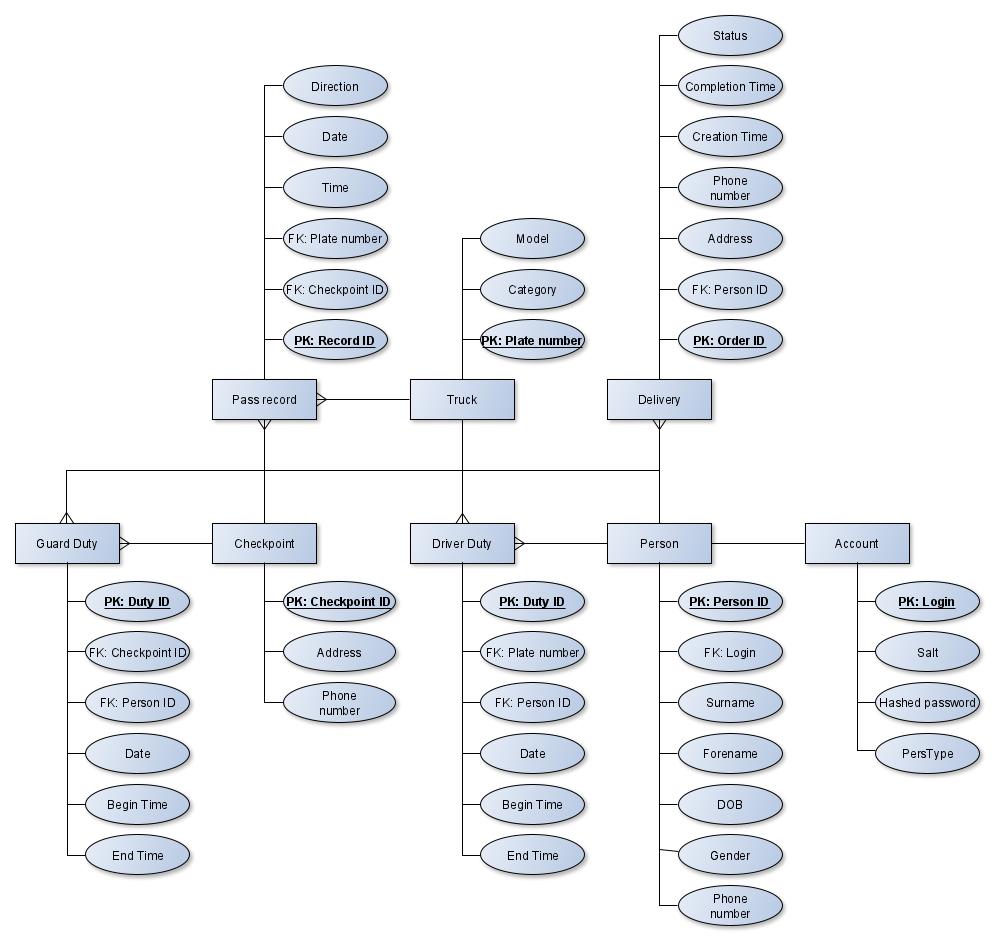 Status
Completion Time
Creation Time
Phone
number
Address
FK: Person ID
PK: Order ID
Direction
Date
Time
FK: Plate number
FK: Checkpoint ID
PK: Record ID
Model
Category
PK: Plate number
Pass record
Truck
Delivery
Guard Duty
Checkpoint
Driver Duty
Person
Account
PK: Duty ID
FK: Checkpoint ID
FK: Person ID
Date
Begin Time
End Time
PK: Checkpoint ID
Address
Phone
number
PK: Duty ID
FK: Plate number
FK: Person ID
Date
Begin Time
End Time
PK: Person ID
FK: Login
Surname
Forename
DOB
Gender
Phone
number
PK: Login
Salt
Hashed password
PersType